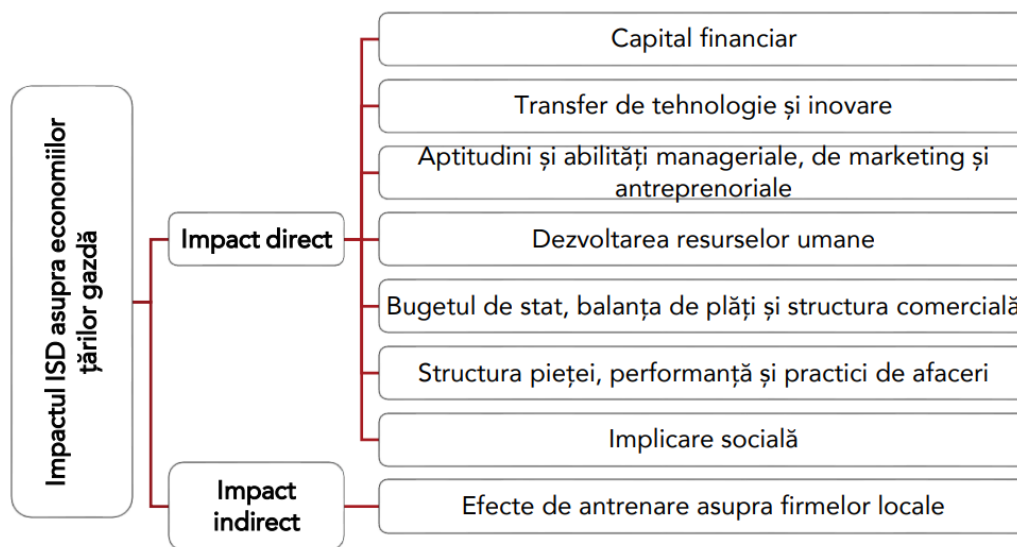 Impactul ISD asupra economiilor
țărilor gazdă
Impact direct
Capital financiar
Transfer de tehnologie și inovare
Aptitudini și abilități manageriale, de marketing și
antreprenoriale
Dezvoltarea resurselor umane
Bugetul de stat, balanța de plăți și structura comercială
Structura pieței, performanță și practici de afaceri
Implicare socială
Impact
indirect
Efecte de antrenare asupra firmelor locale